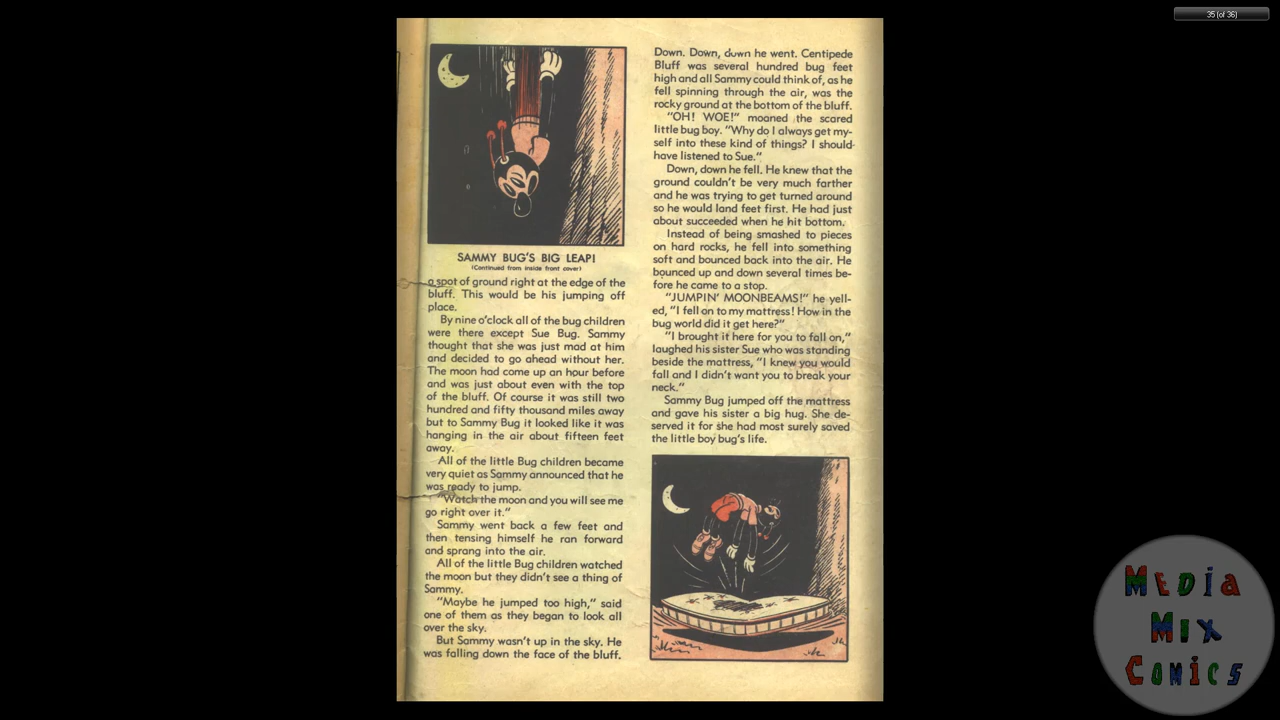 35 (of 36)
SAMMY BUG'S BIG LEAP!
(Continued from inside front cover)
a spot of ground right at the edge of the
bluff. This would be his jumping off
place.
By nine o'clock all of the bug children
were there except Sue Bug. Sammy
thought that she was just mad at him
and decided to go ahead without her.
The moon had come up an hour before
and was just about even with the top
of the bluff. Of course it was still two
hundred and fifty thousand miles away
but to Sammy Bug it looked like it was
hanging in the air about fifteen feet
away.
All of the little Bug children became
very quiet as Sammy announced that he
was ready to jump.
"Watch the moon and you will see me
go right over it."
Sammy went back a few feet and
then tensing himself he ran forward
and sprang into the air.
All of the little Bug children watched
the moon but they didn't see a thing of
Sammy.
"Maybe he jumped too high," said
one of them as they began to look all
over the sky.
But Sammy wasn't up in the sky. He
was falling down the face of the bluff.
Down. Down, down he went. Centipede
Bluff was several hundred bug feet
high and all Sammy could think of, as he
fell spinning through the air, was the
rocky ground at the bottom of the bluff.
"OH! WOE!" moaned the scared
little bug boy. "Why do I always get my-
self into these kind of things? I should
have listened to Sue."
Down, down he fell. He knew that the
ground couldn't be very much farther
and he was trying to get turned around
so he would land feet first. He had just
about succeeded when he hit bottom.
Instead of being smashed to pieces
on hard rocks, he fell into something
soft and bounced back into the air. He
bounced up and down several times be-
fore he came to a stop.
"JUMPIN' MOONBEAMS!" he yell-
ed, "I fell on to my mattress! How in the
bug world did it get here?"
"I brought it here for you to fall on,"
laughed his sister Sue who was standing
beside the mattress, "I knew you would
fall and I didn't want you to break your
neck."
Sammy Bug jumped off the mattress
and gave his sister a big hug. She de-
served it for she had most surely saved
the little boy bug's life.
MEDiA
MiX
COMiCS